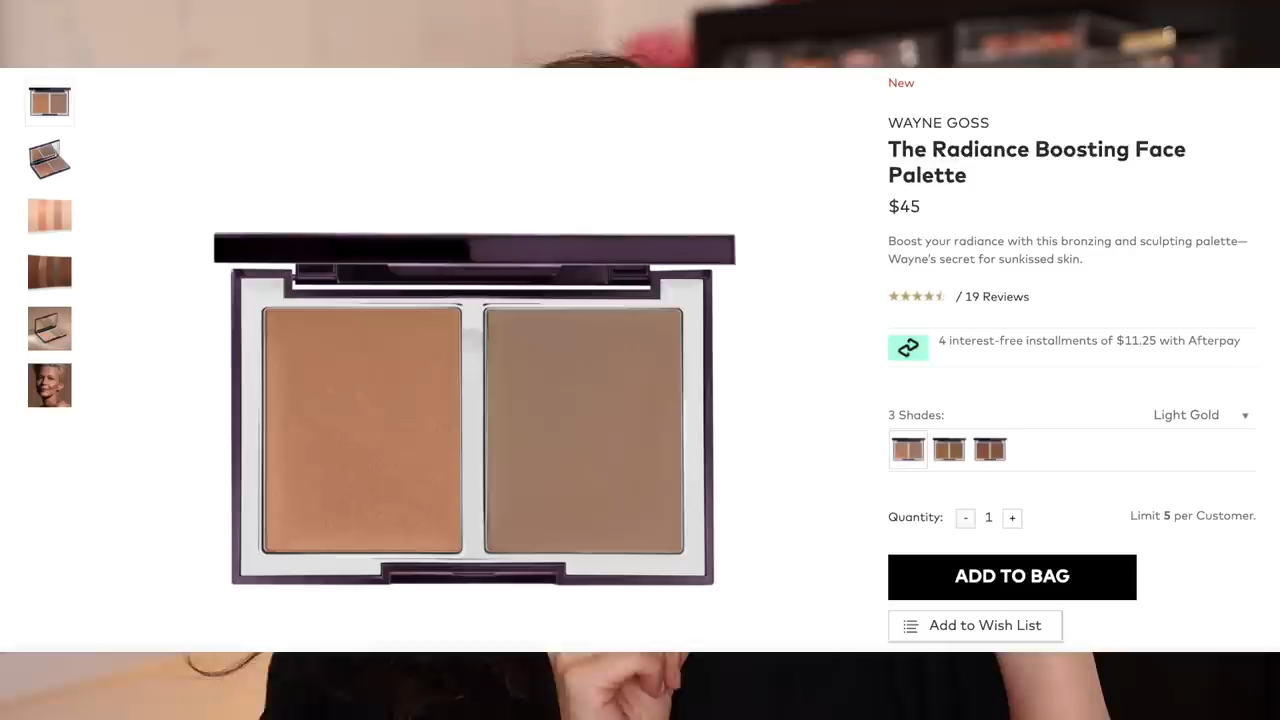 New
WAYNE GOSS
The Radiance Boosting Face
Palette
$45
Boost your radiance with this bronzing and sculpting palette—
Wayne's secret for sunkissed skin.
/ 19 Reviews
4 interest-free installments of $11.25 with Afterpay
3 Shades:
Light Gold
Quantity:
- 1 +
Limit 5 per Customer.
ADD TO BAG
Add to Wish List